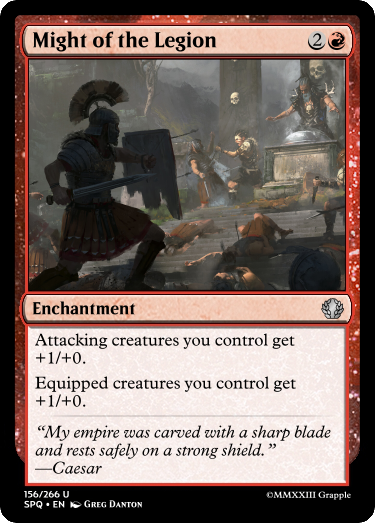 Might of the Legion 2
Enchantment
Attacking creatures you control get
+1/+0.
Equipped creatures you control get
+1/+0.
“My empire was carved with a sharp blade
and rests safely on a strong shield.”
—Caesar
156/266 U
SPQ • EN Greg Danton
©MMXXIII Grapple